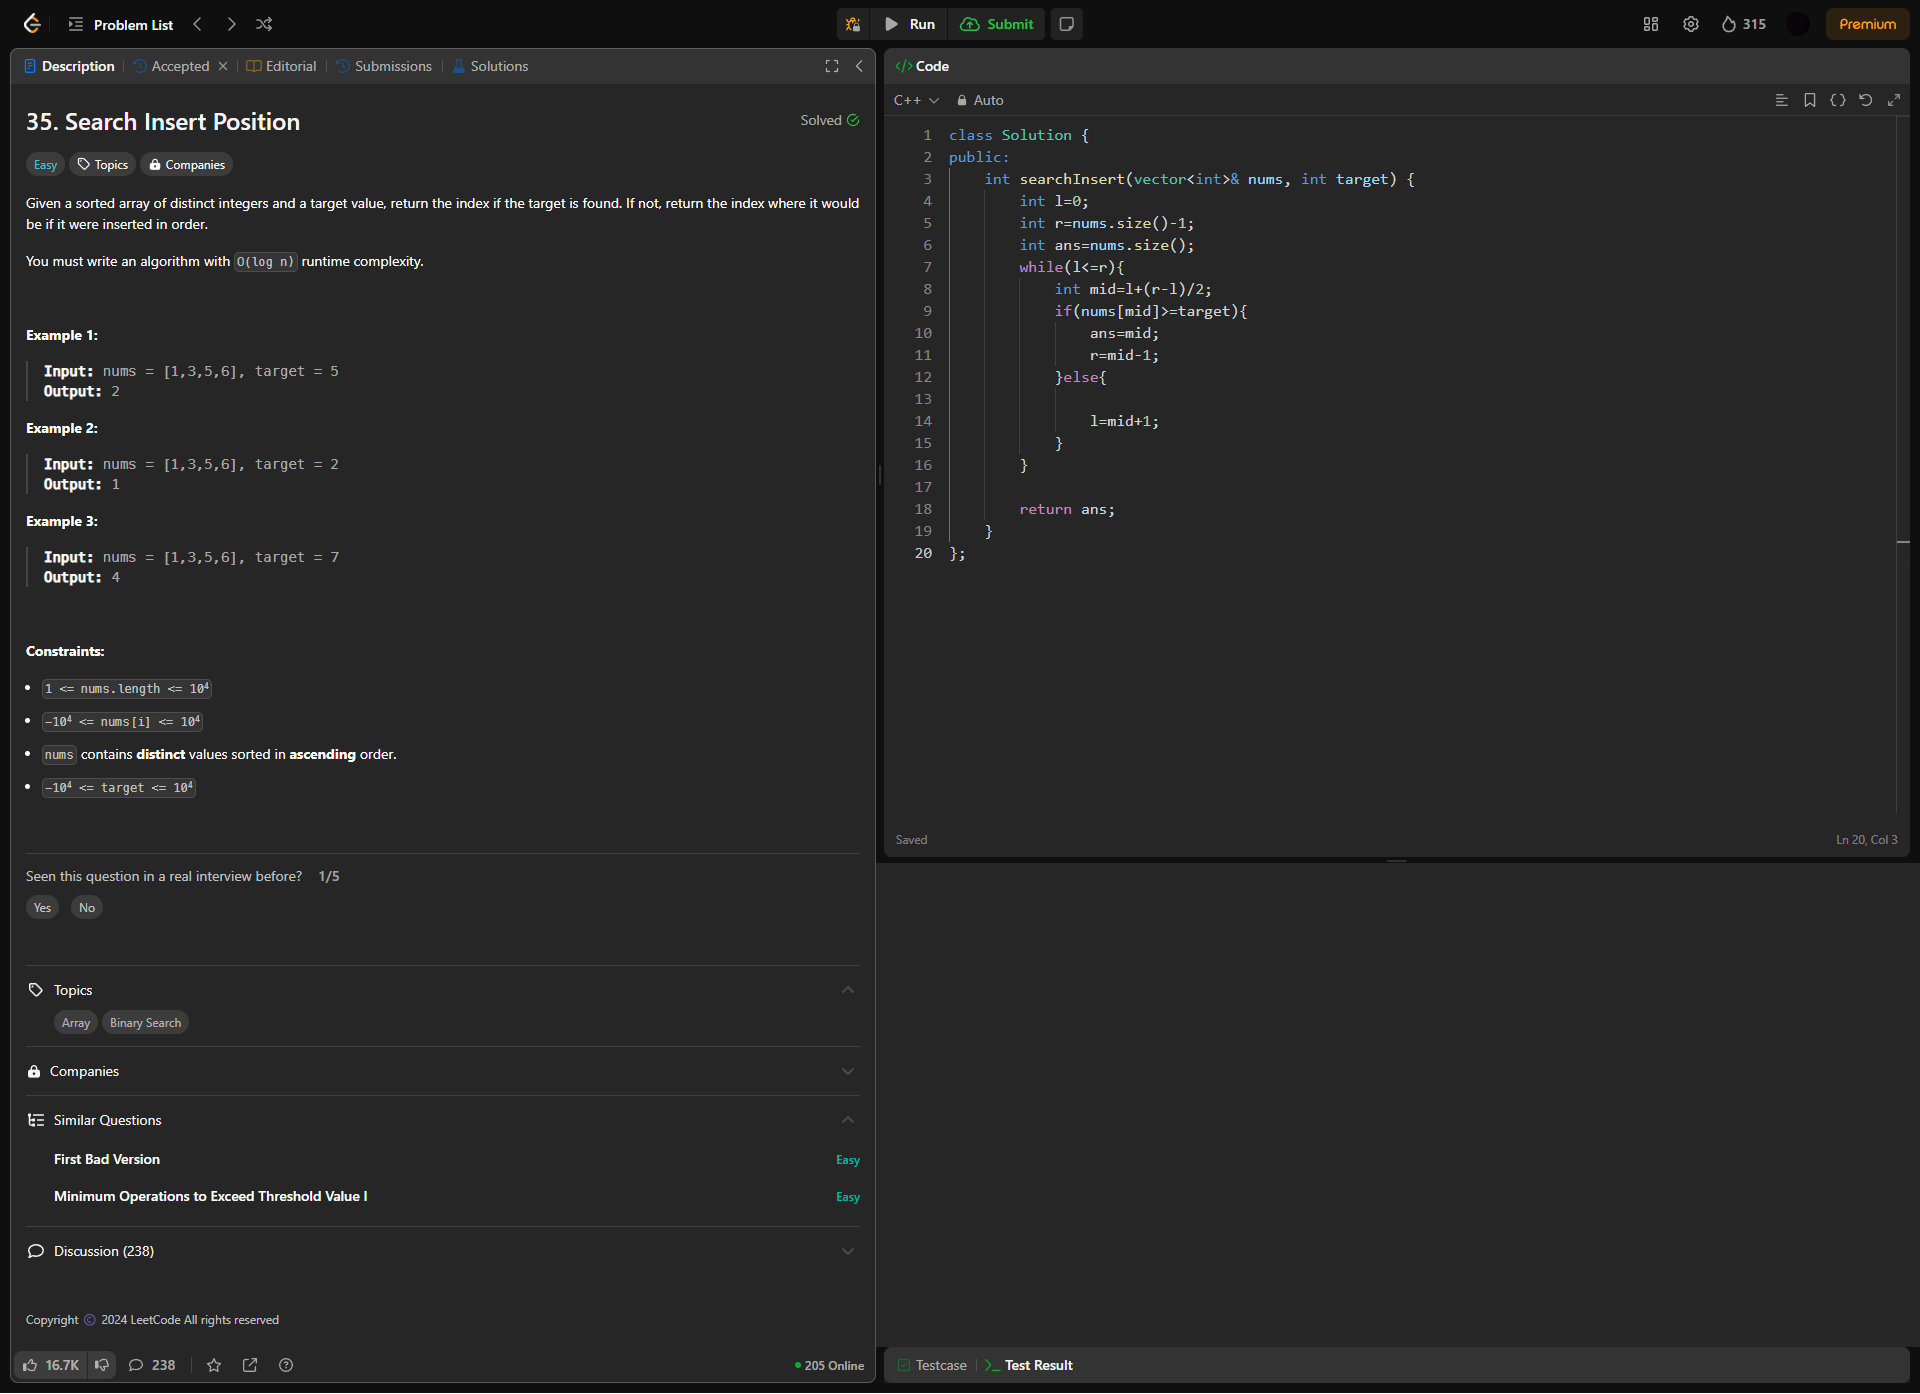 Problem List
Run
Submit
315
Premium
Description
Accepted
Editorial
Submissions
Solutions
35. Search Insert Position
Solved
Easy
Topics
Companies
Given a sorted array of distinct integers and a target value, return the index if the target is found. If not, return the index where it would
be if it were inserted in order.
You must write an algorithm with O(log n) runtime complexity.
Example 1:
Input: nums = [1,3,5,6], target = 5
Output: 2
Example 2:
Input: nums = [1,3,5,6], target = 2
Output: 1
Example 3:
Input: nums = [1,3,5,6], target = 7
Output: 4
Constraints:
• 1 <= nums.length <= 10⁴
• -10⁴ <= nums[i] <= 10⁴
• nums contains distinct values sorted in ascending order.
• -10⁴ <= target <= 10⁴
Seen this question in a real interview before? 1/5
Yes
No
Topics
Array
Binary Search
Companies
Similar Questions
First Bad Version
Easy
Minimum Operations to Exceed Threshold Value I
Easy
Discussion (238)
Copyright © 2024 LeetCode All rights reserved
16.7K
238
205 Online
</> Code
C++
Auto
1 class Solution {
2 public:
3     int searchInsert(vector<int>& nums, int target) {
4         int l=0;
5         int r=nums.size()-1;
6         int ans=nums.size();
7         while(l<=r){
8             int mid=l+(r-l)/2;
9             if(nums[mid]>=target){
10                 ans=mid;
11                 r=mid-1;
12             }else{
13
14                 l=mid+1;
15             }
16         }
17
18         return ans;
19     }
20 };
Saved
Ln 20, Col 3
Testcase
Test Result